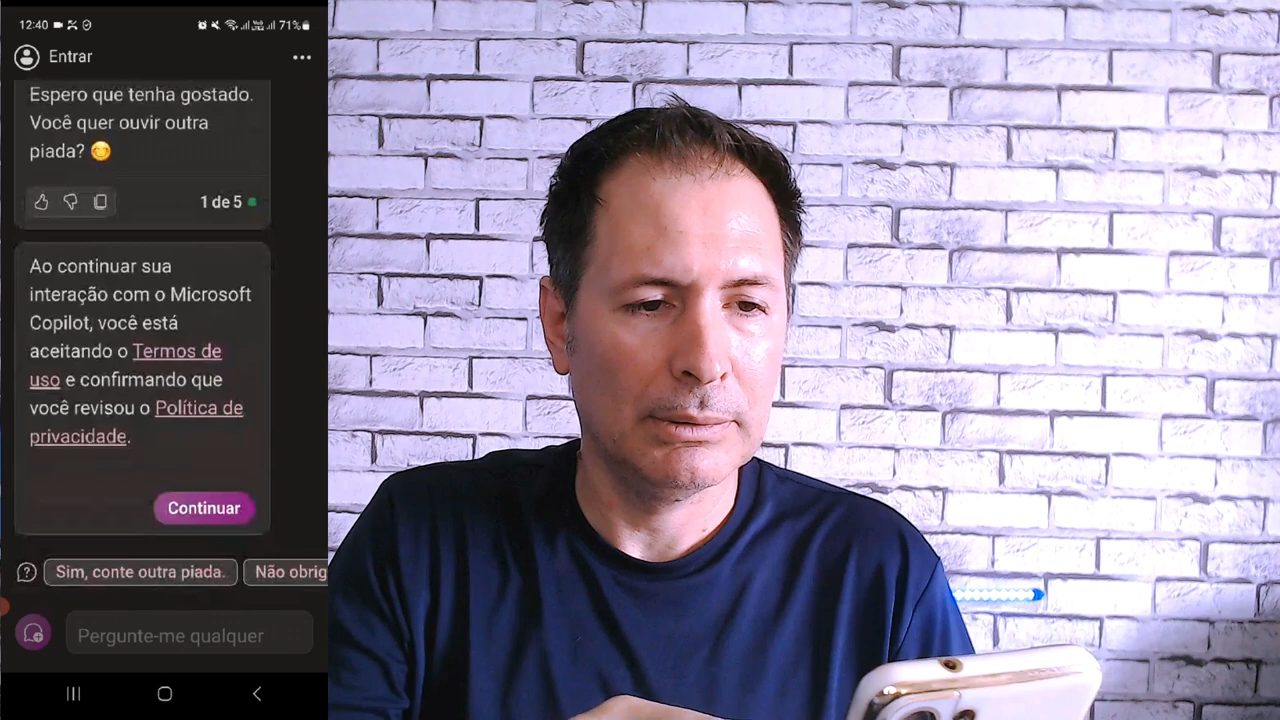 12:40
71%
Entrar
Espero que tenha gostado.
Você quer ouvir outra
piada?
1 de 5
Ao continuar sua
interação com o Microsoft
Copilot, você está
aceitando o Termos de
uso e confirmando que
você revisou o Política de
privacidade.
Continuar
Sim, conte outra piada.
Não obrig
Pergunte-me qualquer